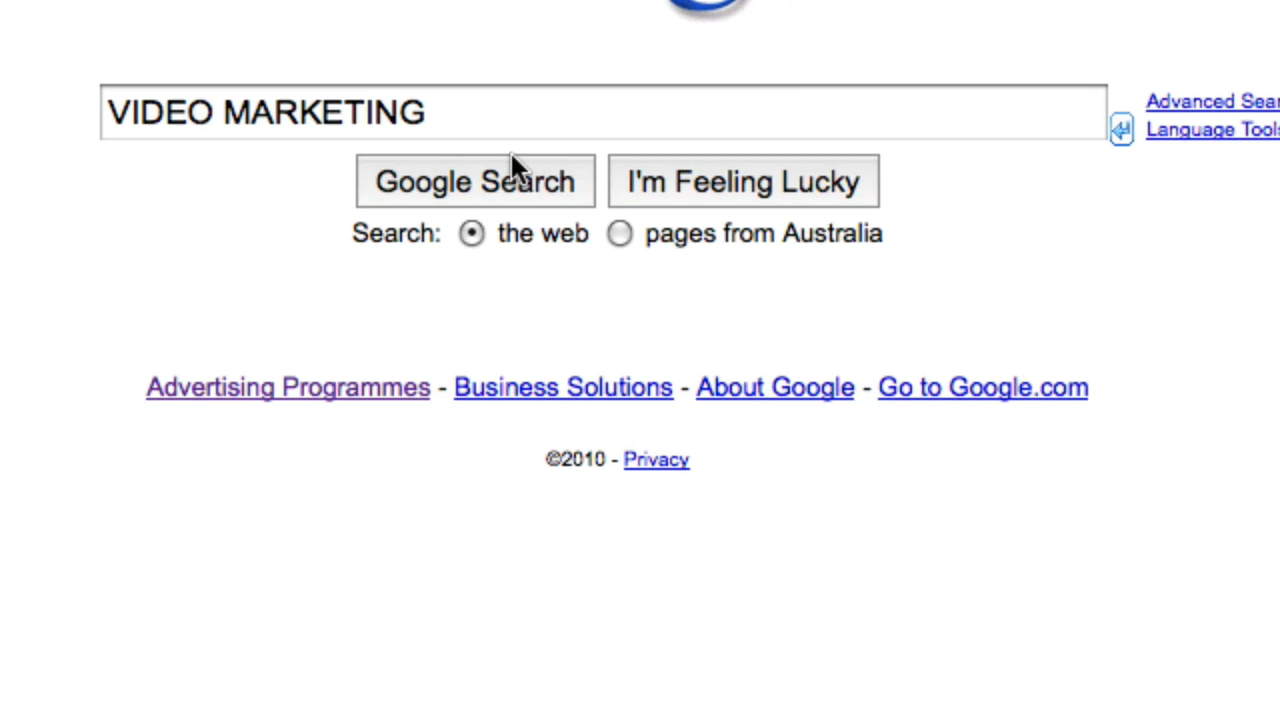 VIDEO MARKETING
Advanced Sear
Language Tools
Google Search I'm Feeling Lucky
Search: the web pages from Australia
Advertising Programmes - Business Solutions - About Google - Go to Google.com
©2010 - Privacy